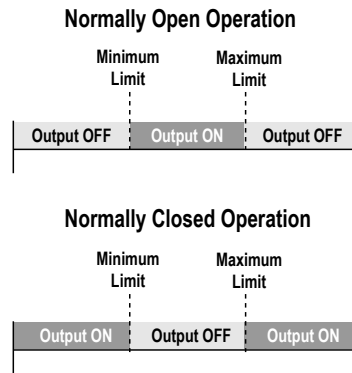 Normally Open Operation
Minimum Limit
Maximum Limit
Output OFF
Output ON
Output OFF
Normally Closed Operation
Minimum Limit
Maximum Limit
Output ON
Output OFF
Output ON